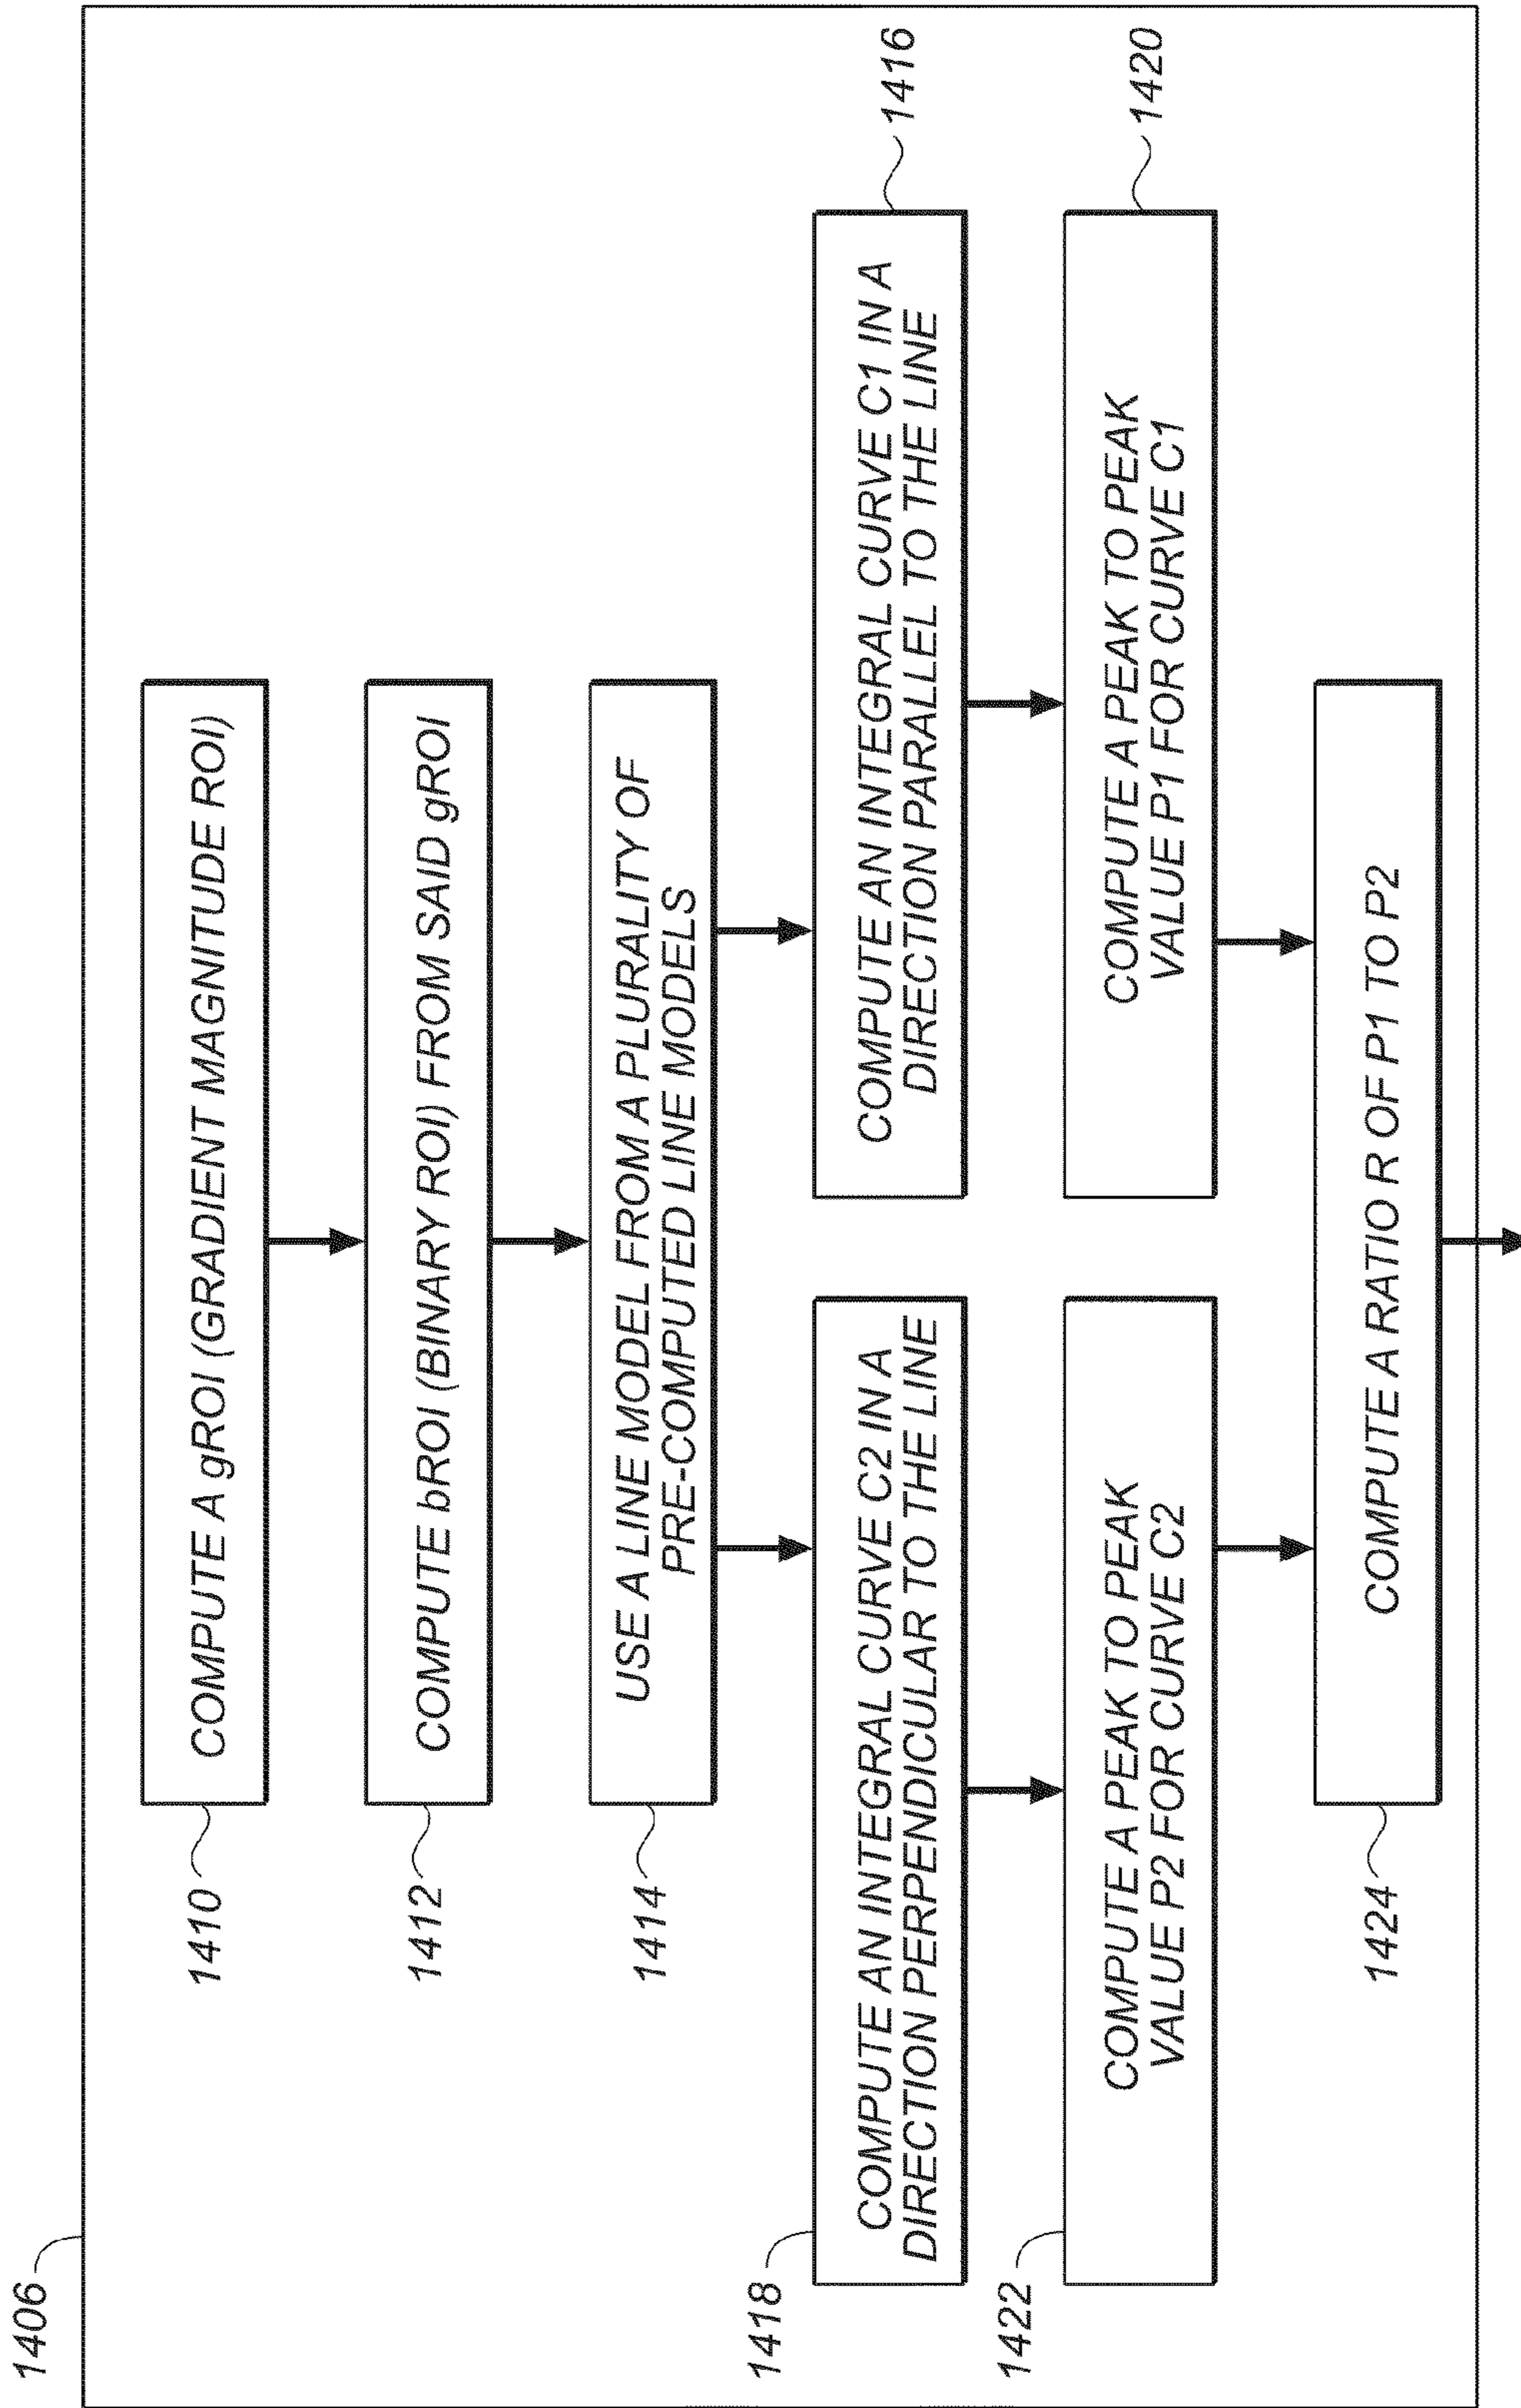 1406
1410
COMPUTE A gROI (GRADIENT MAGNITUDE ROI)
1412
COMPUTE bROI (BINARY ROI) FROM SAID gROI
1414
USE A LINE MODEL FROM A PLURALITY OF
PRE-COMPUTED LINE MODELS
1418
COMPUTE AN INTEGRAL CURVE C2 IN A
DIRECTION PERPENDICULAR TO THE LINE
COMPUTE AN INTEGRAL CURVE C1 IN A
DIRECTION PARALLEL TO THE LINE
1416
1422
COMPUTE A PEAK TO PEAK
VALUE P2 FOR CURVE C2
COMPUTE A PEAK TO PEAK
VALUE P1 FOR CURVE C1
1420
1424
COMPUTE A RATIO R OF P1 TO P2